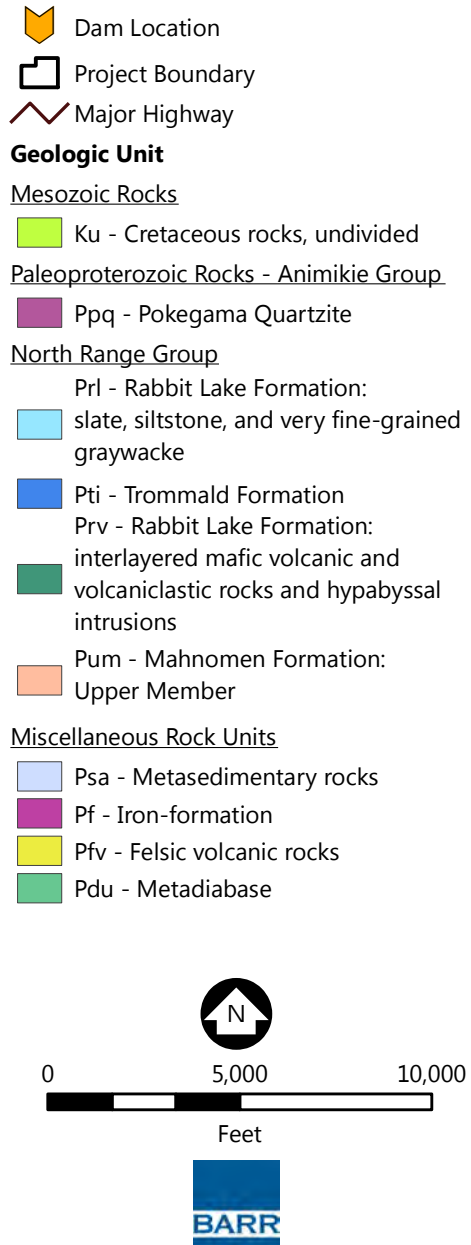 Dam Location
Project Boundary
Major Highway
Geologic Unit
Mesozoic Rocks
Ku - Cretaceous rocks, undivided
Paleoproterozoic Rocks - Animikie Group
Ppq - Pokegama Quartzite
North Range Group
Prl - Rabbit Lake Formation:
slate, siltstone, and very fine-grained
graywacke
Pti - Trommald Formation
Prv - Rabbit Lake Formation:
interlayered mafic volcanic and
volcaniclastic rocks and hypabyssal
intrusions
Pum - Mahnomen Formation:
Upper Member
Miscellaneous Rock Units
Psa - Metasedimentary rocks
Pf - Iron-formation
Pfv - Felsic volcanic rocks
Pdu - Metadiabase
N
0 5,000 10,000
Feet
BARR